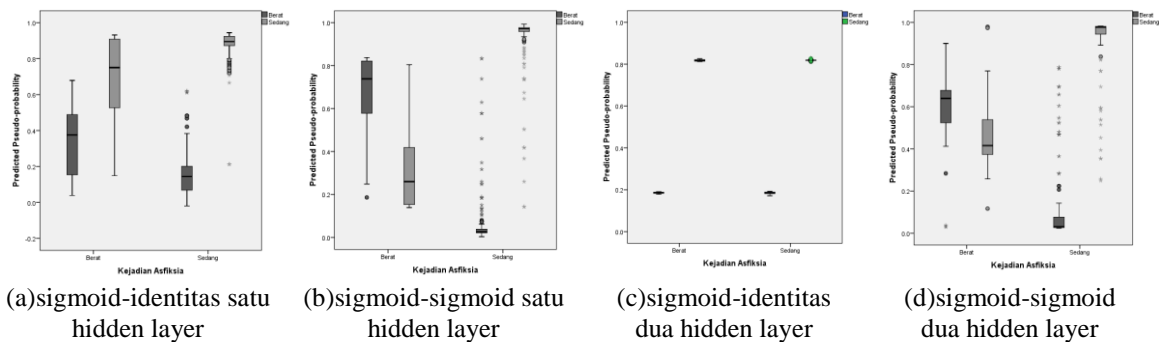 Berat
Sedang
Predicted Pseudo-probability
1.0
0.8
0.6
0.4
0.2
0.0
-0.2
Berat
Sedang
Kejadian Asfiksia
(a)sigmoid-identitas satu
hidden layer
Berat
Sedang
Predicted Pseudo-probability
1.0
0.8
0.6
0.4
0.2
0.0
Berat
Sedang
Kejadian Asfiksia
(b)sigmoid-sigmoid satu
hidden layer
Berat
Sedang
Predicted Pseudo-probability
1.0
0.8
0.6
0.4
0.2
0.0
Berat
Sedang
Kejadian Asfiksia
(c)sigmoid-identitas
dua hidden layer
Berat
Sedang
Predicted Pseudo-probability
1.0
0.8
0.6
0.4
0.2
0.0
Berat
Sedang
Kejadian Asfiksia
(d)sigmoid-sigmoid
dua hidden layer